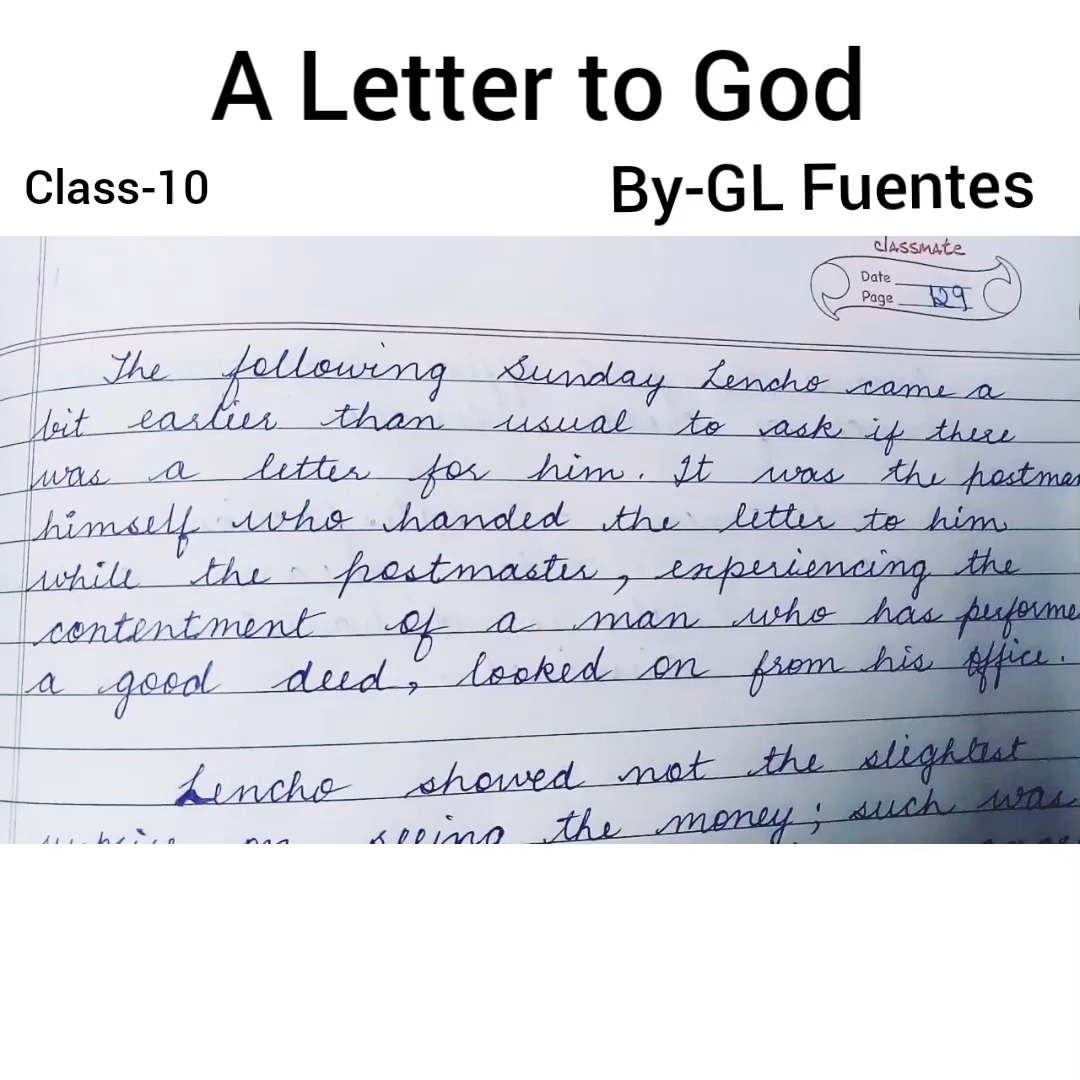 A Letter to God
Class-10
By-GL Fuentes
classmate
Date
Page 129
The following Sunday Lencho came a
bit earlier than usual to ask if there
was a letter for him. It was the postman
himself who handed the letter to him
while the postmaster, experiencing the
contentment of a man who has performe
a good deed, looked on from his office.
Lencho showed not the slightest
surprise on seeing the money; such was